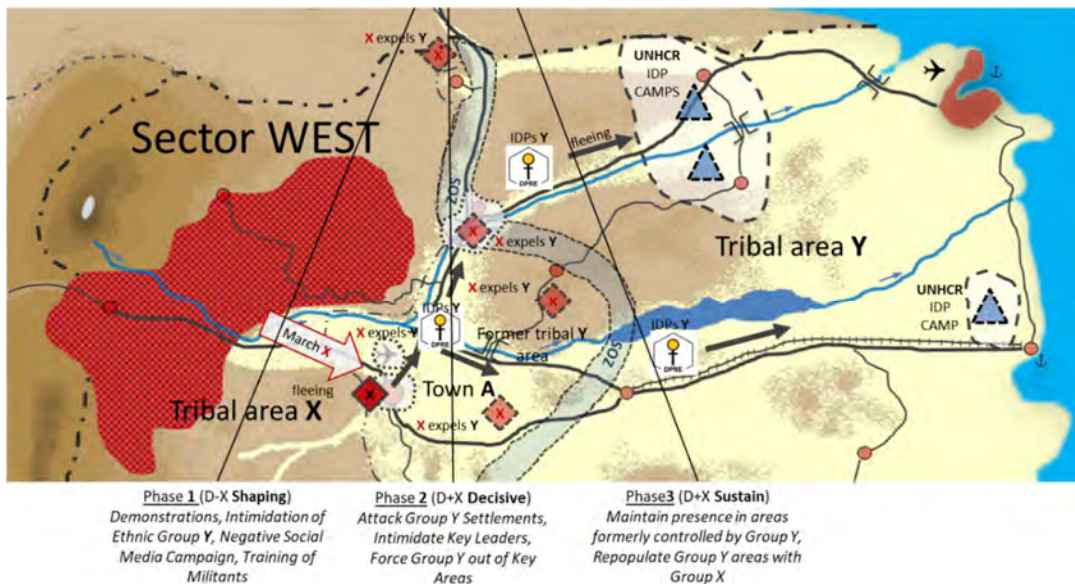 X expels Y
UNHCR
IDP
CAMPS
Sector WEST
IDPs Y
fleeing
DPRE
ZOS
X
X
X expels Y
Tribal area Y
X expels Y
X
UNHCR
IDP
CAMP
IDPs Y
March X
X expels Y
DPRE
Former tribal Y
area
IDPs Y
DPRE
ZOS
fleeing
X
Town A
Tribal area X
X expels Y
X
Phase 1 (D-X Shaping)
Demonstrations, Intimidation of
Ethnic Group Y, Negative Social
Media Campaign, Training of
Militants
Phase 2 (D+X Decisive)
Attack Group Y Settlements,
Intimidate Key Leaders,
Force Group Y out of Key
Areas
Phase3 (D+X Sustain)
Maintain presence in areas
formerly controlled by Group Y,
Repopulate Group Y areas with
Group X